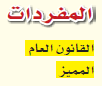 المفردات
القانون العام
المميز